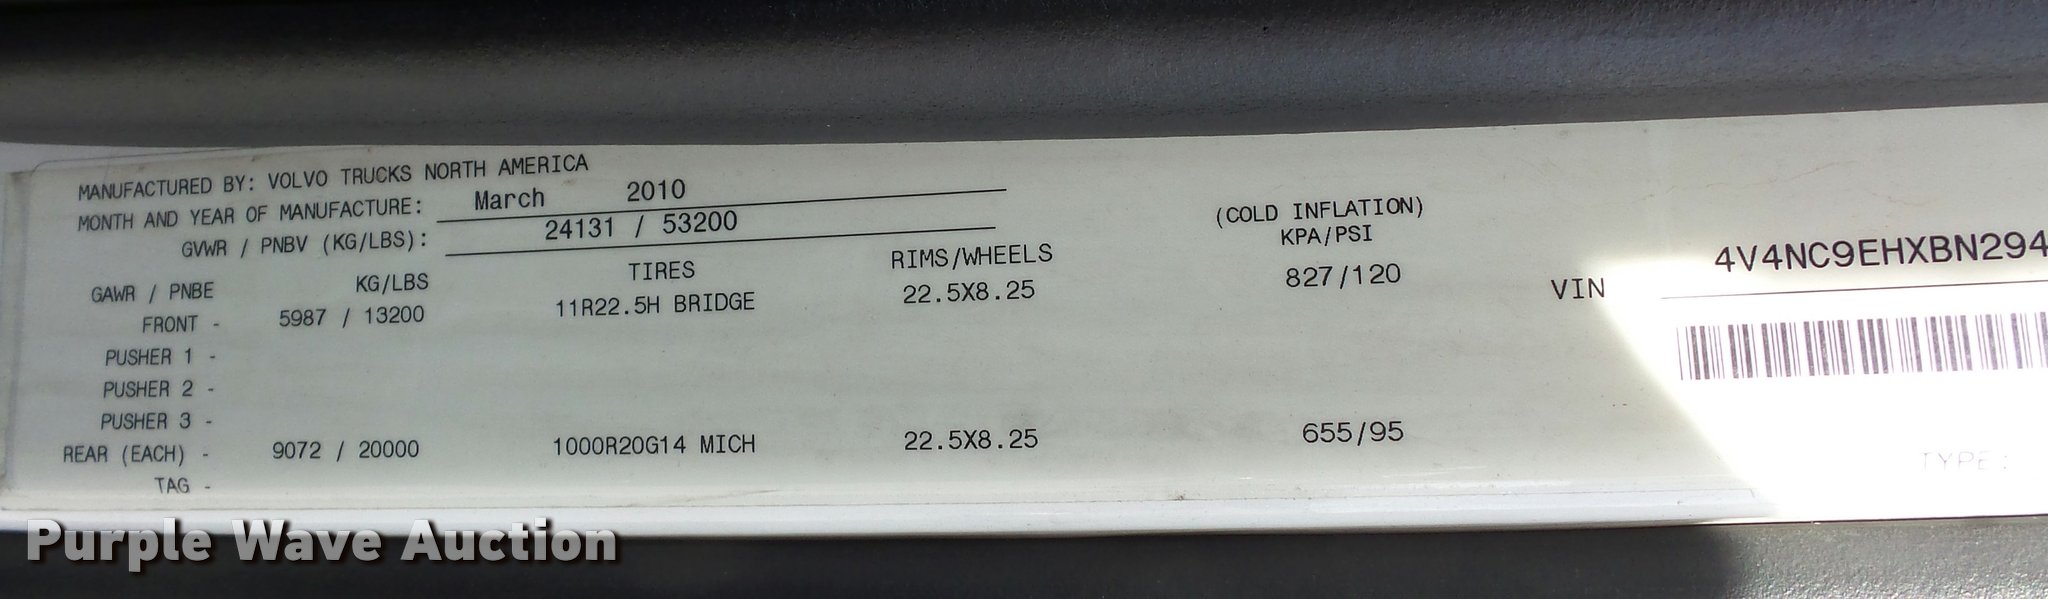 MANUFACTURED BY: VOLVO TRUCKS NORTH AMERICA
MONTH AND YEAR OF MANUFACTURE: March 2010
GVWR / PNBV (KG/LBS): 24131 / 53200
(COLD INFLATION)
GAWR / PNBE KG/LBS TIRES RIMS/WHEELS KPA/PSI
FRONT - 5987 / 13200 11R22.5H BRIDGE 22.5X8.25 827/120
PUSHER 1 -
PUSHER 2 -
PUSHER 3 -
REAR (EACH) - 9072 / 20000 1000R20G14 MICH 22.5X8.25 655/95
TAG -
VIN 4V4NC9EHXBN294
TYPE:
Purple Wave Auction